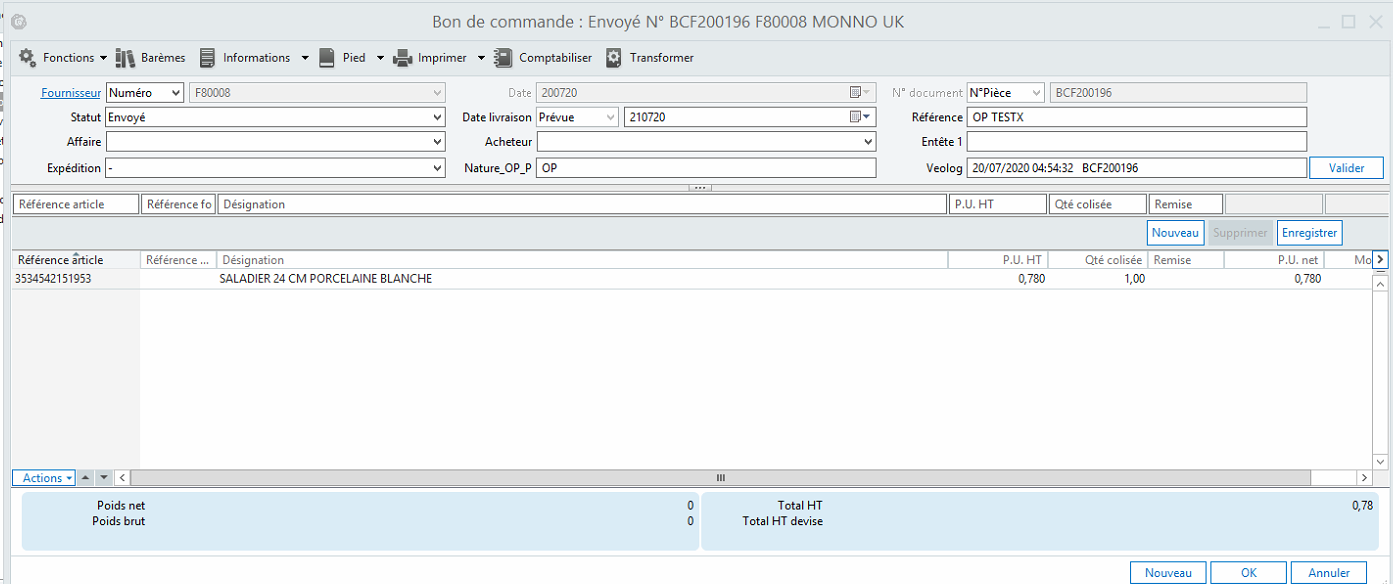 Bon de commande : Envoyé N° BCF200196 F80008 MONNO UK
Fonctions Barèmes Informations Pied Imprimer Comptabiliser Transformer
Fournisseur Numéro F80008 Date 200720 N° document N°Pièce BCF200196
Statut Envoyé Date livraison Prévue 210720 Référence OP TESTX
Affaire Acheteur Entête 1
Expédition - Nature_OP_P OP Veolog 20/07/2020 04:54:32 BCF200196 Valider
Référence article Référence fo Désignation P.U. HT Qté colisée Remise
Nouveau Supprimer Enregistrer
Référence article Référence ... Désignation P.U. HT Qté colisée Remise P.U. net Mo
3534542151953 SALADIER 24 CM PORCELAINE BLANCHE 0,780 1,00 0,780
Actions
Poids net 0 Total HT 0,78
Poids brut 0 Total HT devise
Nouveau OK Annuler